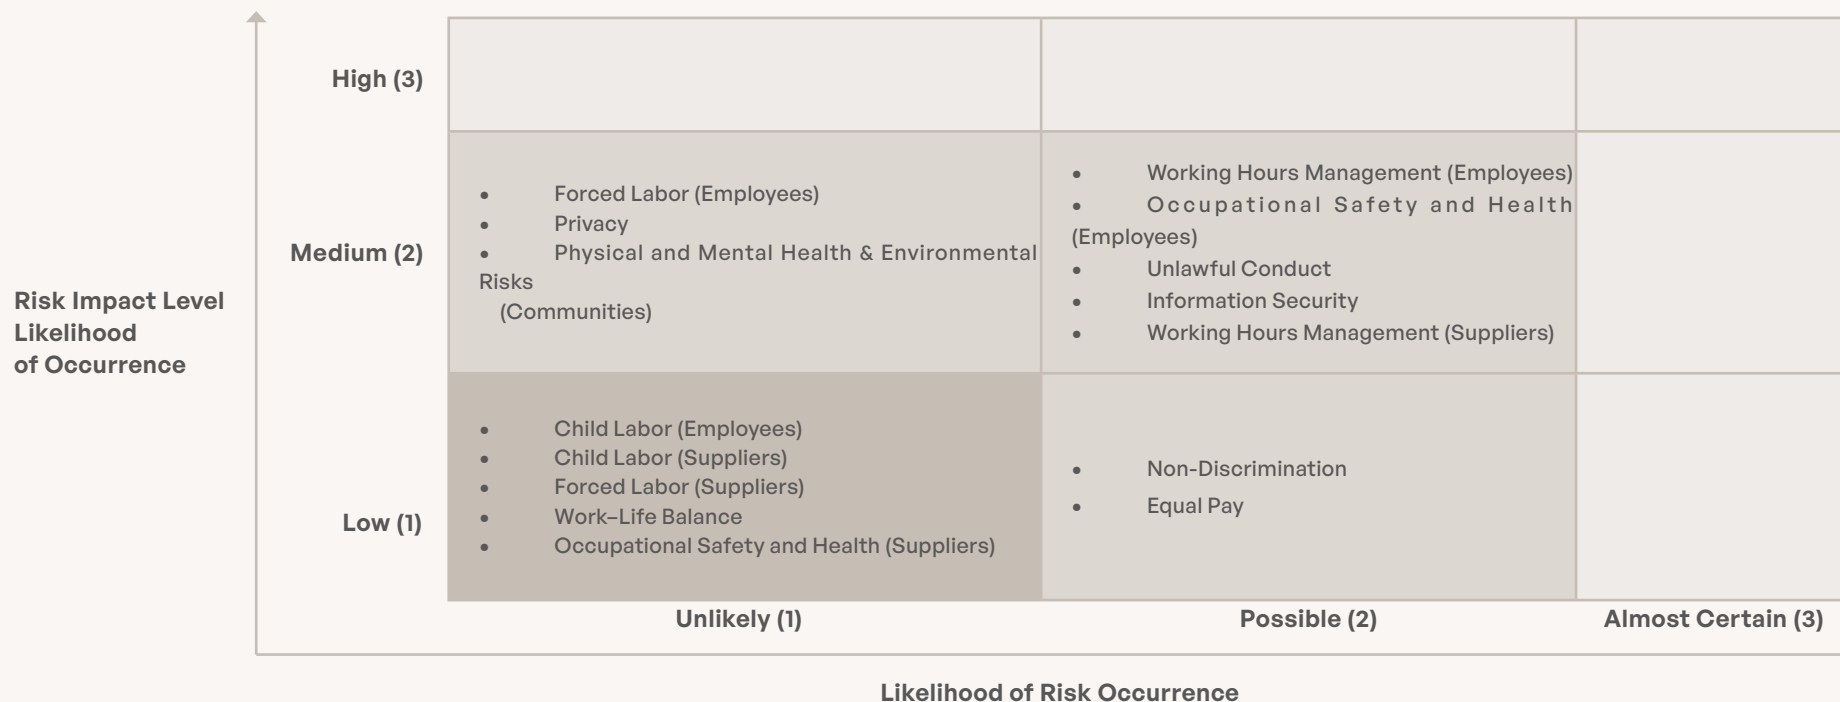 High (3)
Medium (2)
Low (1)
Risk Impact Level
Likelihood
of Occurrence
• Forced Labor (Employees)
• Privacy
• Physical and Mental Health & Environmental
Risks
(Communities)
• Working Hours Management (Employees)
• Occupational Safety and Health
(Employees)
• Unlawful Conduct
• Information Security
• Working Hours Management (Suppliers)
• Child Labor (Employees)
• Child Labor (Suppliers)
• Forced Labor (Suppliers)
• Work–Life Balance
• Occupational Safety and Health (Suppliers)
• Non-Discrimination
• Equal Pay
Unlikely (1)
Possible (2)
Almost Certain (3)
Likelihood of Risk Occurrence